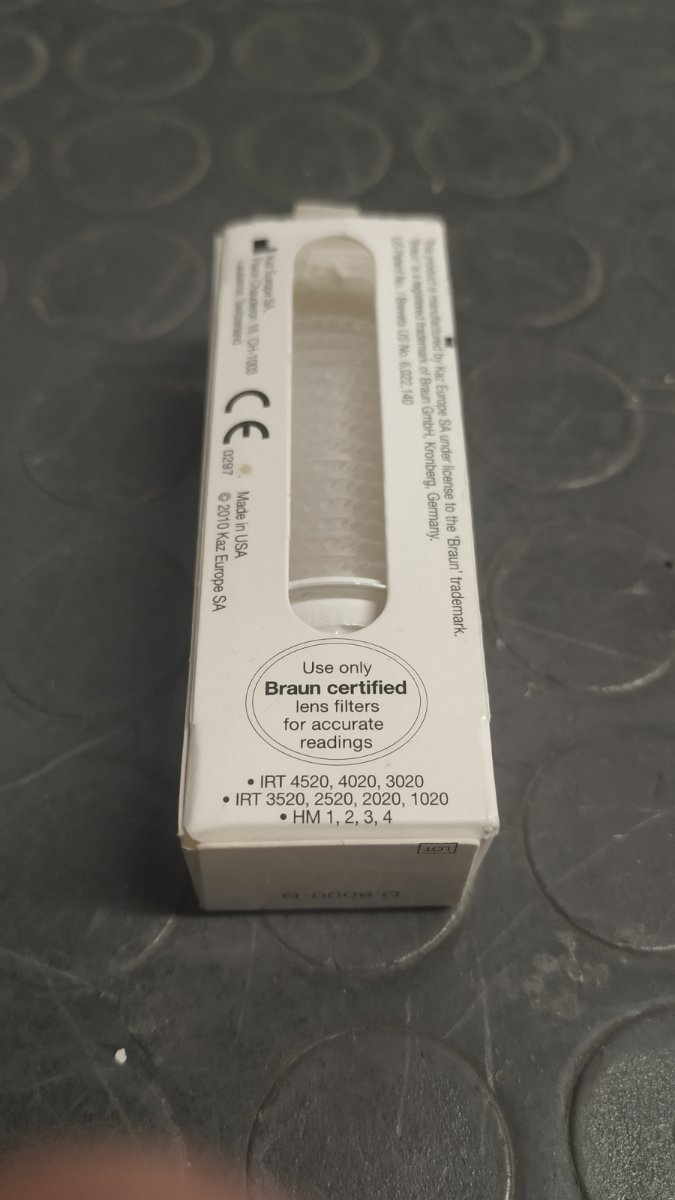 Kaz Europe SA
Place Chauderon 18, CH-1003
Lausanne, Switzerland
CE
0297
Made in USA
© 2010 Kaz Europe SA
This product is manufactured by Kaz Europe SA under license to the 'Braun' trademark.
'Braun' is a registered trademark of Braun GmbH, Kronberg, Germany.
US Patent No. / Brevets US No. 6,022,140
Use only
Braun certified
lens filters
for accurate
readings
• IRT 4520, 4020, 3020
• IRT 3520, 2520, 2020, 1020
• HM 1, 2, 3, 4
LOT